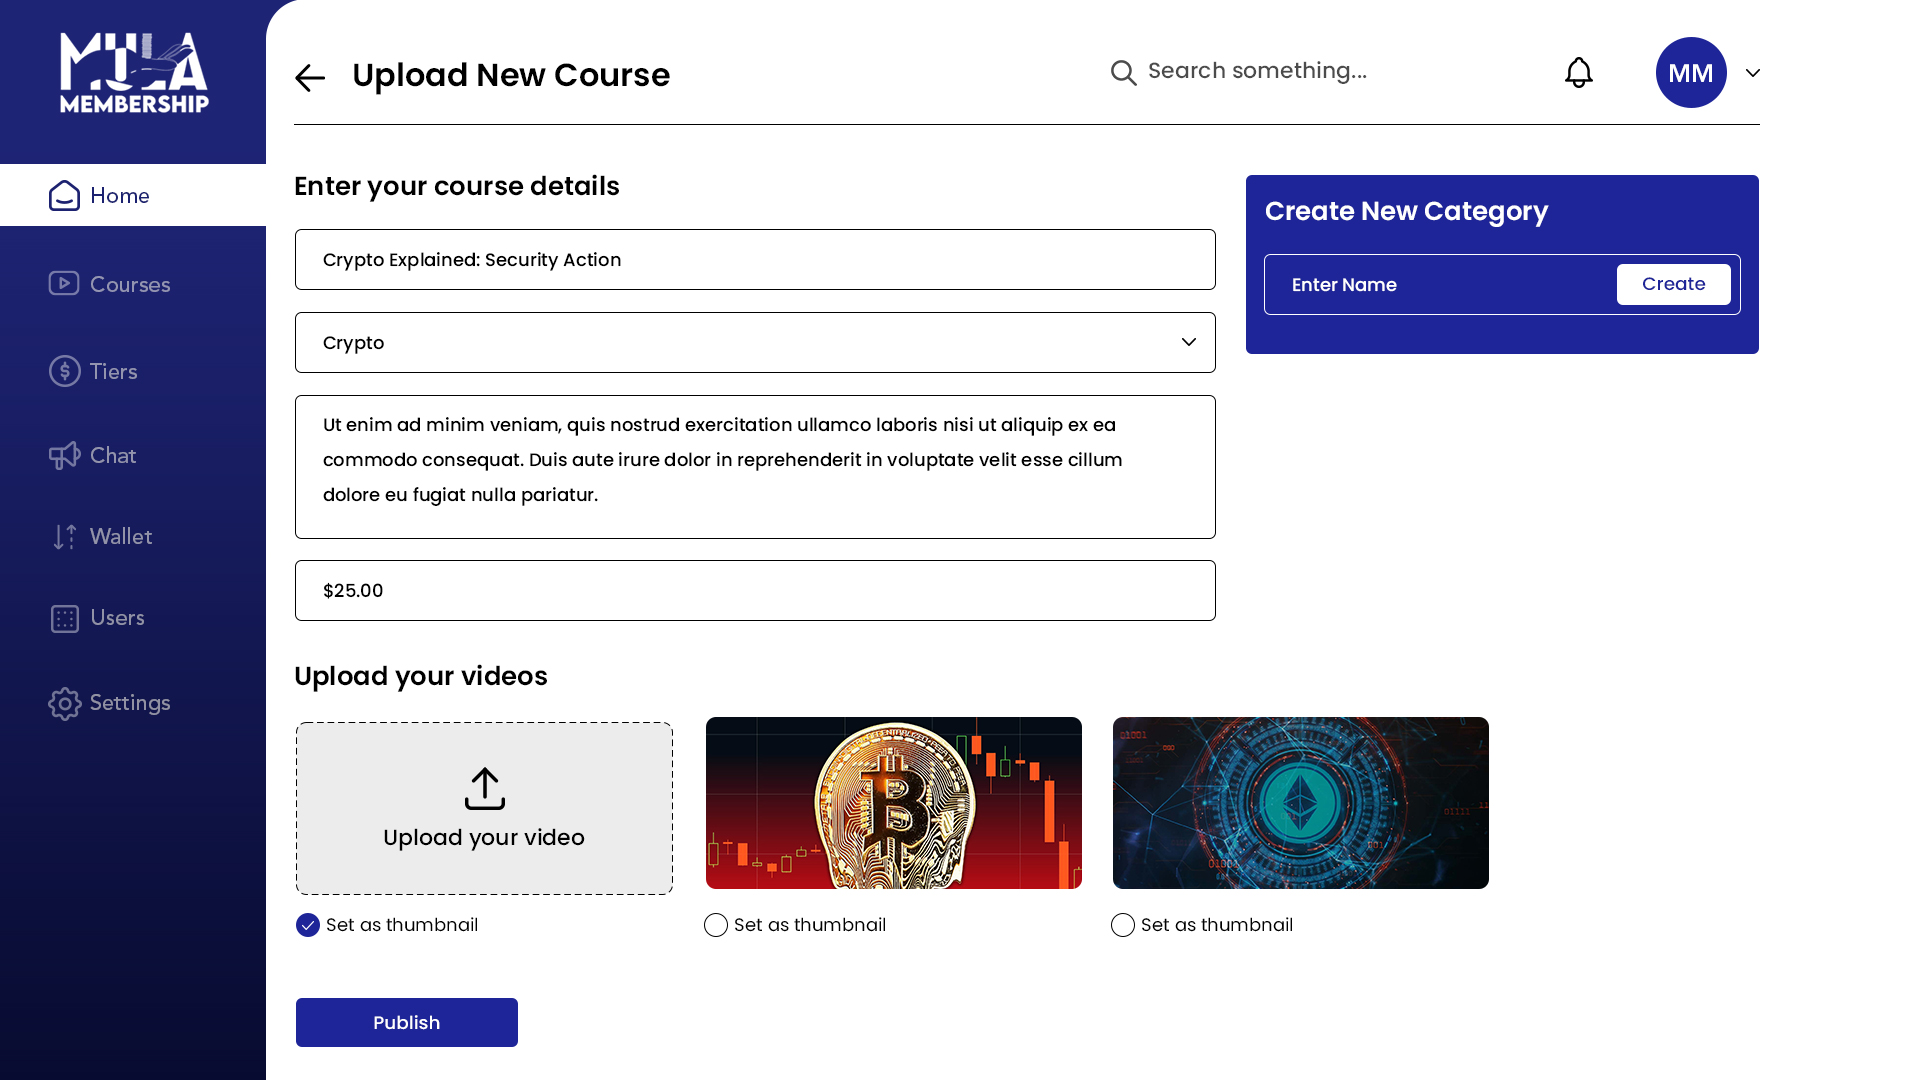 MULA
MEMBERSHIP
Home
Courses
Tiers
Chat
Wallet
Users
Settings
Upload New Course
Search something...
MM
Enter your course details
Crypto Explained: Security Action
Crypto
Ut enim ad minim veniam, quis nostrud exercitation ullamco laboris nisi ut aliquip ex ea
commodo consequat. Duis aute irure dolor in reprehenderit in voluptate velit esse cillum
dolore eu fugiat nulla pariatur.
$25.00
Create New Category
Enter Name
Create
Upload your videos
Upload your video
Set as thumbnail
Set as thumbnail
Set as thumbnail
Publish